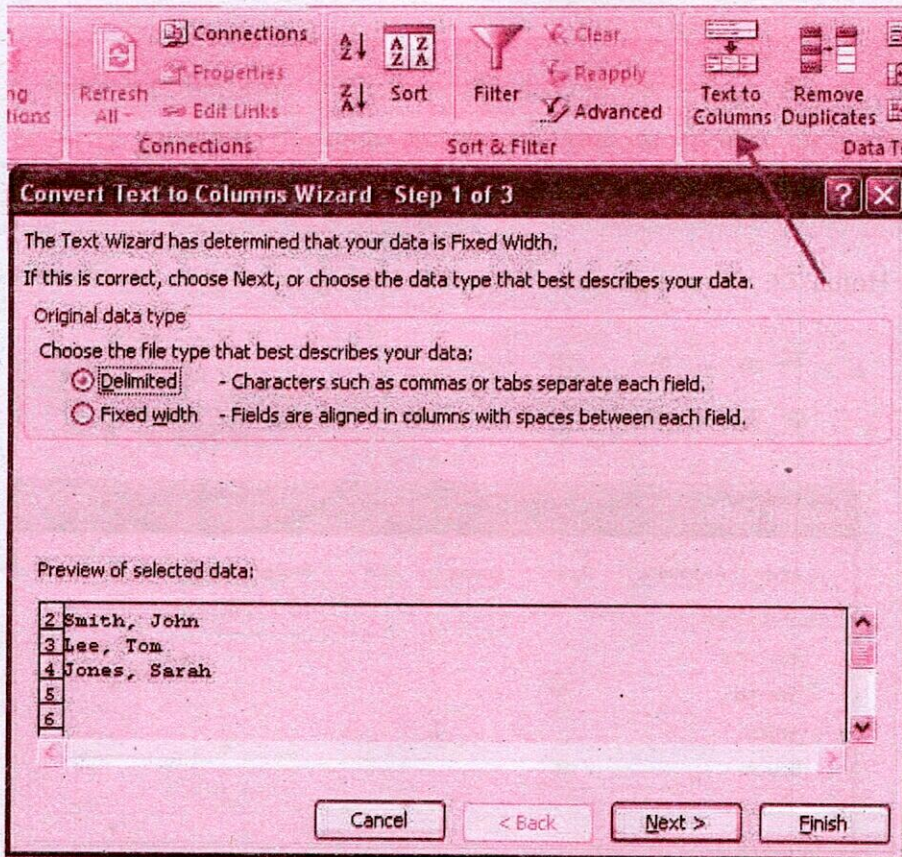 Connections
Properties
Edit Links
Refresh
All
Connections
Sort
Filter
Clear
Reapply
Advanced
Sort & Filter
Text to
Columns
Remove
Duplicates
Convert Text to Columns Wizard - Step 1 of 3
The Text Wizard has determined that your data is Fixed Width.
If this is correct, choose Next, or choose the data type that best describes your data.
Original data type
Choose the file type that best describes your data:
Delimited - Characters such as commas or tabs separate each field.
Fixed width - Fields are aligned in columns with spaces between each field.
Preview of selected data:
2 Smith, John
3 Lee, Tom
4 Jones, Sarah
5
6
Cancel
< Back
Next >
Finish